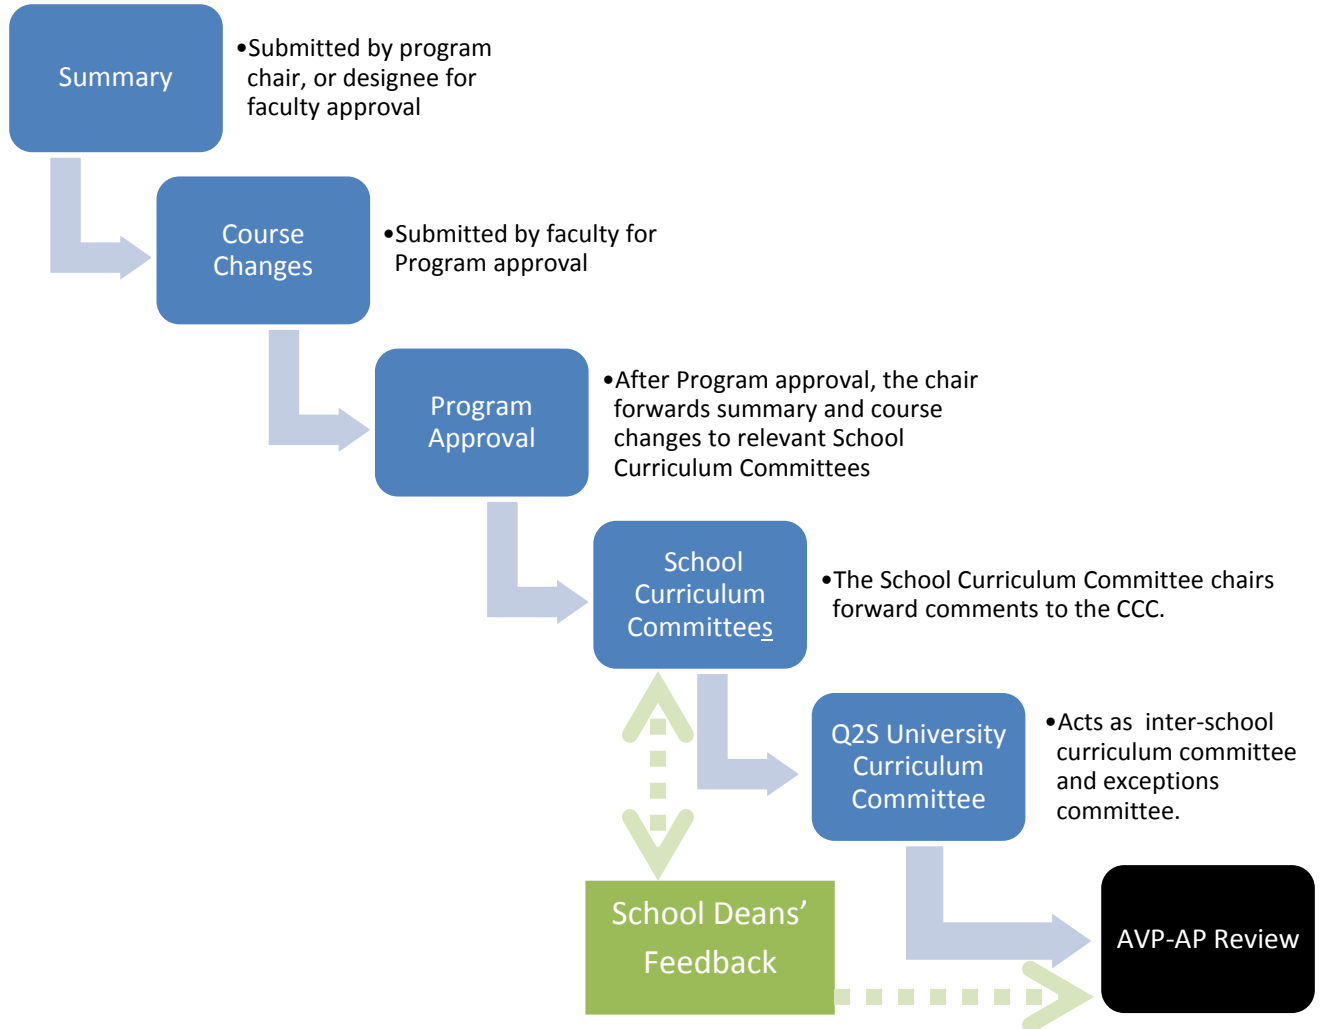 Summary
•Submitted by program
chair, or designee for
faculty approval
Course
Changes
•Submitted by faculty for
Program approval
Program
Approval
•After Program approval, the chair
forwards summary and course
changes to relevant School
Curriculum Committees
School
Curriculum
Committees
•The School Curriculum Committee chairs
forward comments to the CCC.
Q2S University
Curriculum
Committee
•Acts as  inter-school
curriculum committee
and exceptions
committee.
School Deans’
Feedback
AVP-AP Review